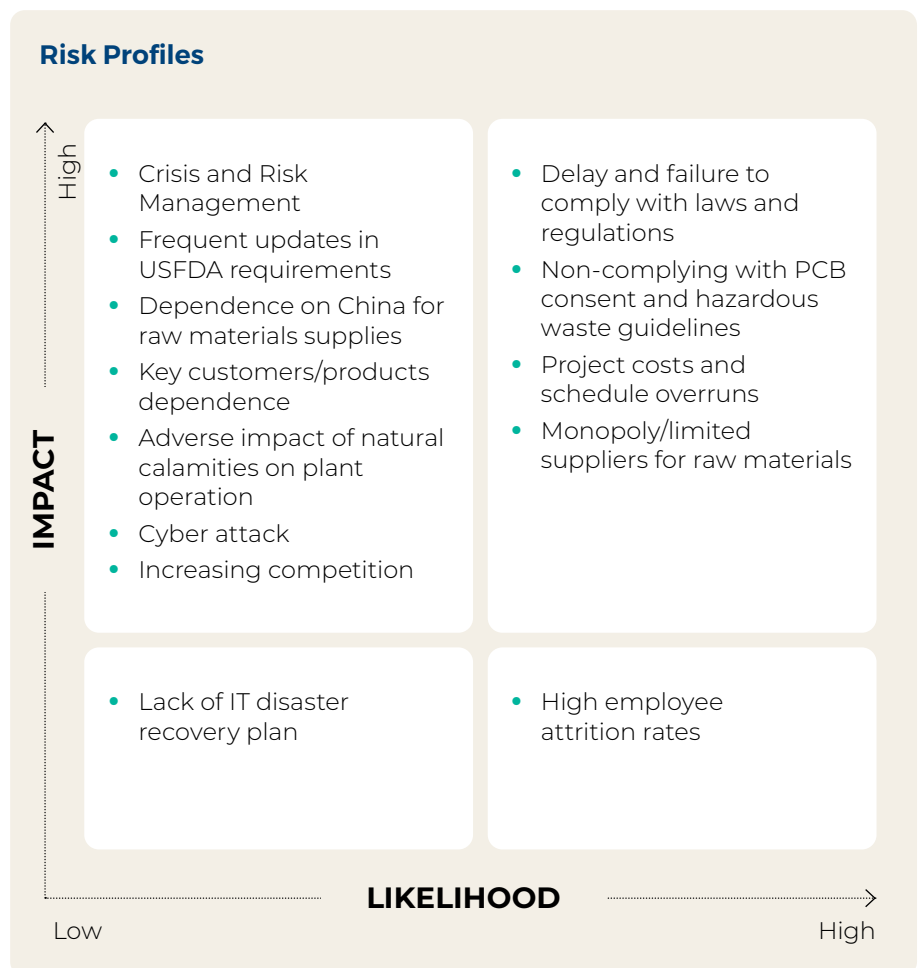 Risk Profiles
High
IMPACT
• Crisis and Risk
Management
• Frequent updates in
USFDA requirements
• Dependence on China for
raw materials supplies
• Key customers/products
dependence
• Adverse impact of natural
calamities on plant
operation
• Cyber attack
• Increasing competition
• Delay and failure to
comply with laws and
regulations
• Non-complying with PCB
consent and hazardous
waste guidelines
• Project costs and
schedule overruns
• Monopoly/limited
suppliers for raw materials
• Lack of IT disaster
recovery plan
• High employee
attrition rates
LIKELIHOOD
Low
High